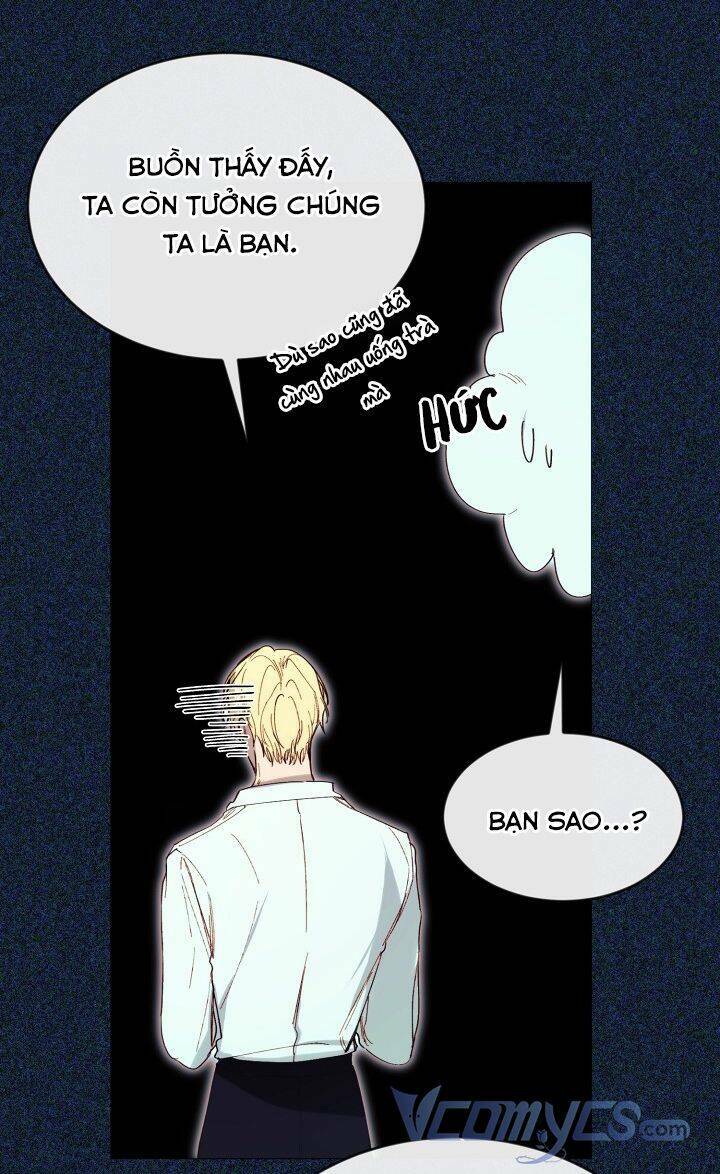 BUỒN THẤY ĐẤY,
TA CÒN TƯỞNG CHÚNG
TA LÀ BẠN.
Dù sao cũng đã
cùng nhau uống trà
mà
HỨC
BẠN SAO...?
VCOMYCS.com